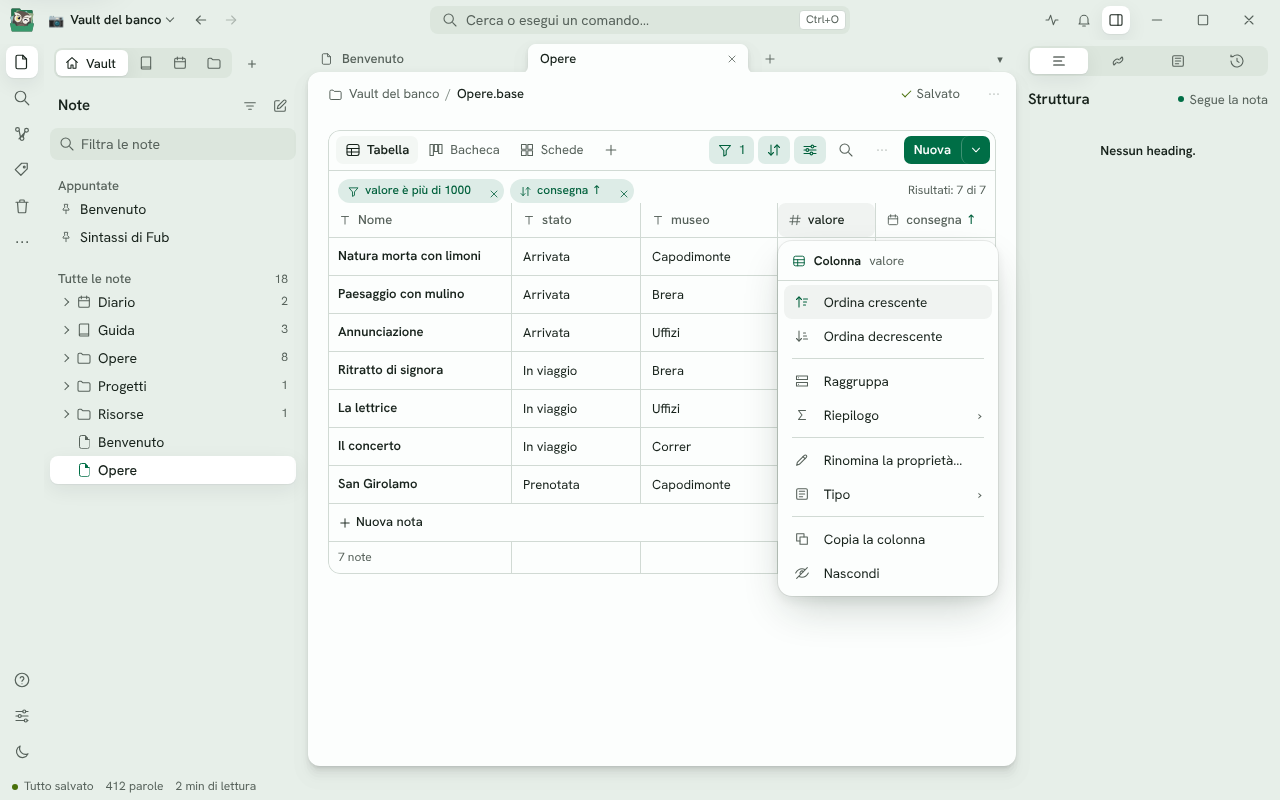 Vault del banco
Cerca o esegui un comando...
Ctrl+O
Vault
Note
Filtra le note
Appuntate
Benvenuto
Sintassi di Fub
Tutte le note 18
Diario 2
Guida 3
Opere 8
Progetti 1
Risorse 1
Benvenuto
Opere
Tutto salvato 412 parole 2 min di lettura
Benvenuto
Opere
Vault del banco / Opere.base
Salvato
Tabella
Bacheca
Schede
1
Nuova
valore è più di 1000
consegna ↑
Risultati: 7 di 7
Nome stato museo valore consegna ↑
Natura morta con limoni Arrivata Capodimonte
Paesaggio con mulino Arrivata Brera
Annunciazione Arrivata Uffizi
Ritratto di signora In viaggio Brera
La lettrice In viaggio Uffizi
Il concerto In viaggio Correr
San Girolamo Prenotata Capodimonte
Nuova nota
7 note
Colonna valore
Ordina crescente
Ordina decrescente
Raggruppa
Riepilogo
Rinomina la proprietà...
Tipo
Copia la colonna
Nascondi
Struttura
Segue la nota
Nessun heading.